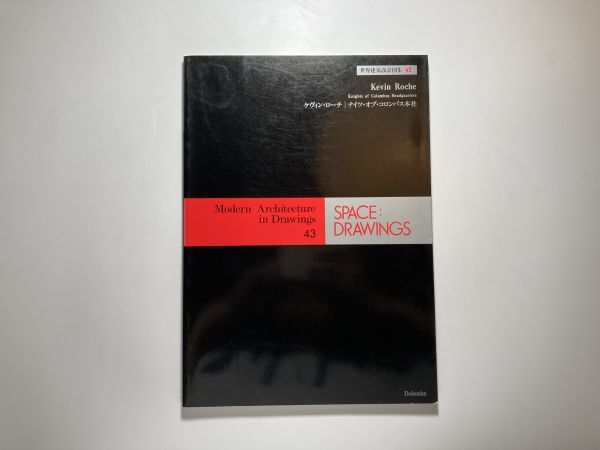 世界建築設計図集 43
Kevin Roche
Knights of Columbus Headquarters
ケヴィン・ローチ｜ナイツ・オブ・コロンバス本社
Modern Architecture
in Drawings
43
SPACE:
DRAWINGS
Dohosha